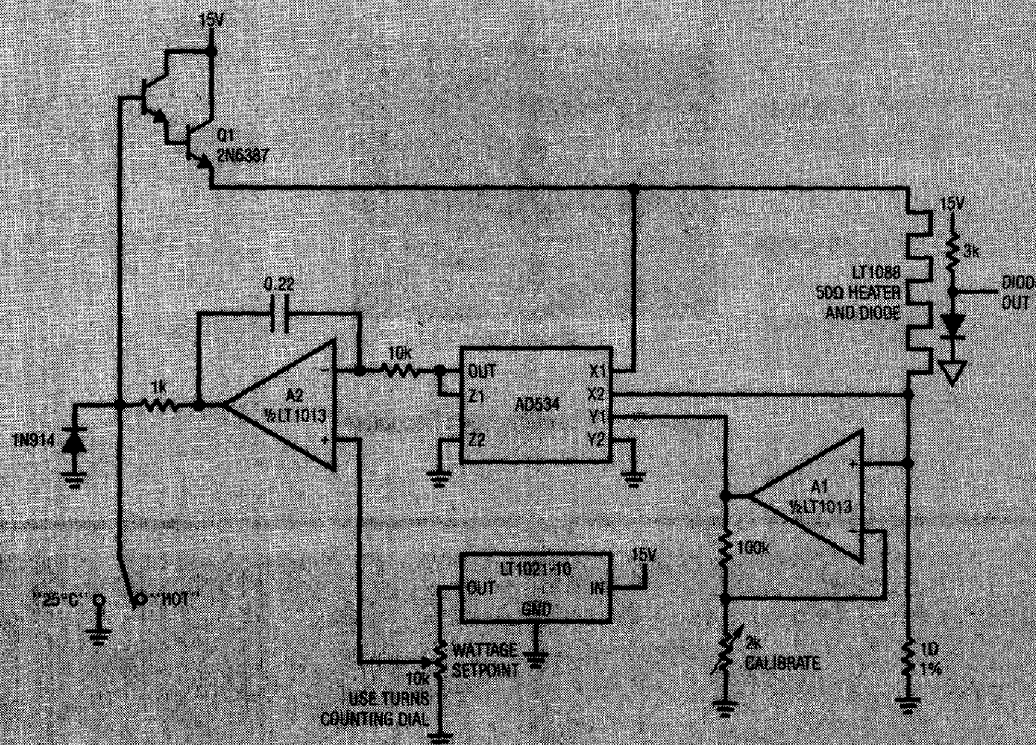 15V
Q1
2N6387
15V
3k
LT1088
50Ω HEATER
AND DIODE
DIOD
OUT
0.22
10k
1k
A2
½LT1013
–
+
OUT
Z1
Z2
AD534
X1
X2
Y1
Y2
1N914
A1
½LT1013
+
–
100k
LT1021-10
OUT
IN
GND
15V
"25°C"
"HOT"
WATTAGE
SETPOINT
10k
USE TURNS
COUNTING DIAL
2k
CALIBRATE
1Ω
1%